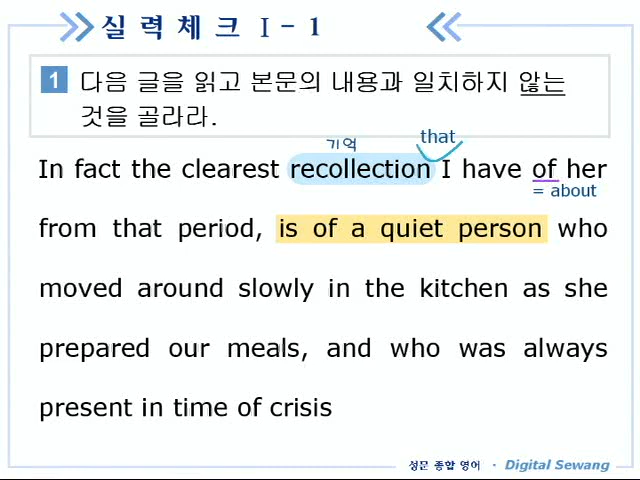 실 력 체 크 Ⅰ - 1
1 다음 글을 읽고 본문의 내용과 일치하지 않는
것을 골라라.
기억 that
In fact the clearest recollection I have of her
= about
from that period, is of a quiet person who
moved around slowly in the kitchen as she
prepared our meals, and who was always
present in time of crisis
정문 종합 영어 · Digital Sewang